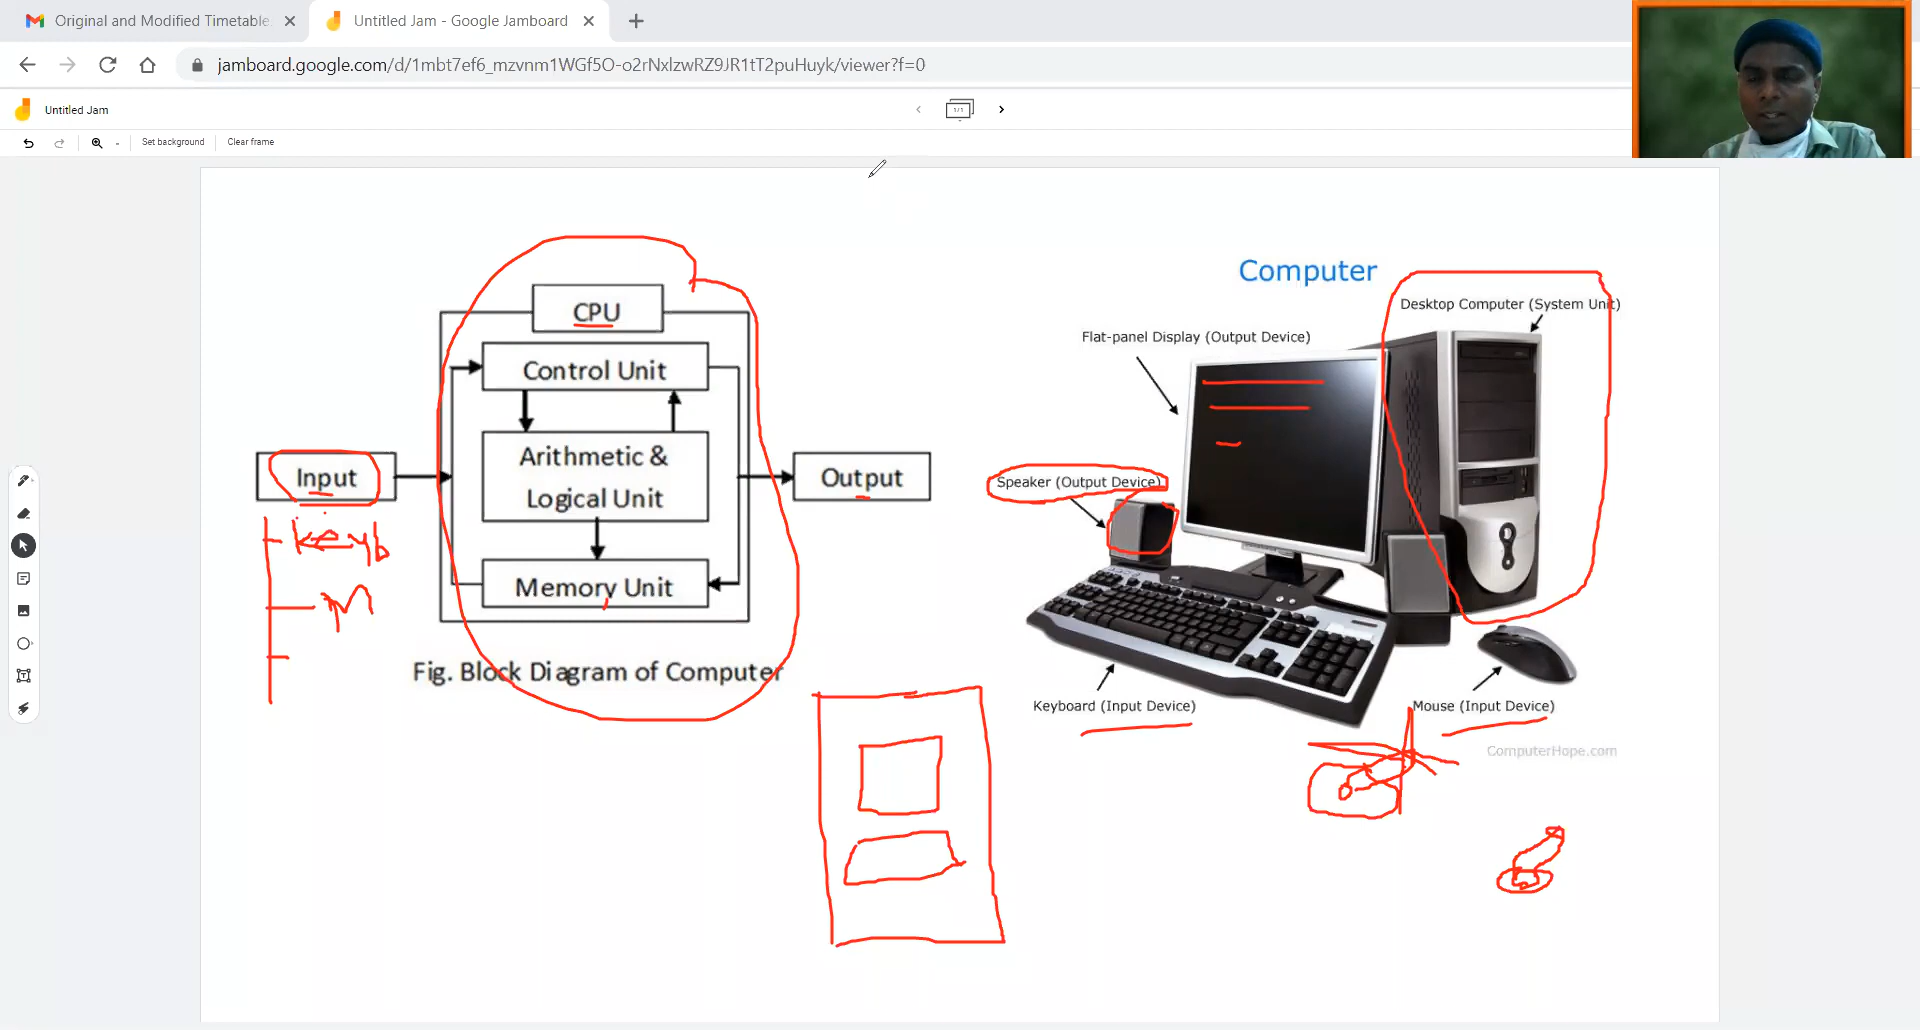 Original and Modified Timetable
Untitled Jam - Google Jamboard
jamboard.google.com/d/1mbt7ef6_mzvnm1WGf5O-o2rNxlzwRZ9JR1tT2puHuyk/viewer?f=0
Untitled Jam
1/1
Set background
Clear frame
CPU
Control Unit
Arithmetic &
Logical Unit
Memory Unit
Input
Output
keyb
m
Fig. Block Diagram of Computer
Computer
Desktop Computer (System Unit)
Flat-panel Display (Output Device)
Speaker (Output Device)
Keyboard (Input Device)
Mouse (Input Device)
ComputerHope.com